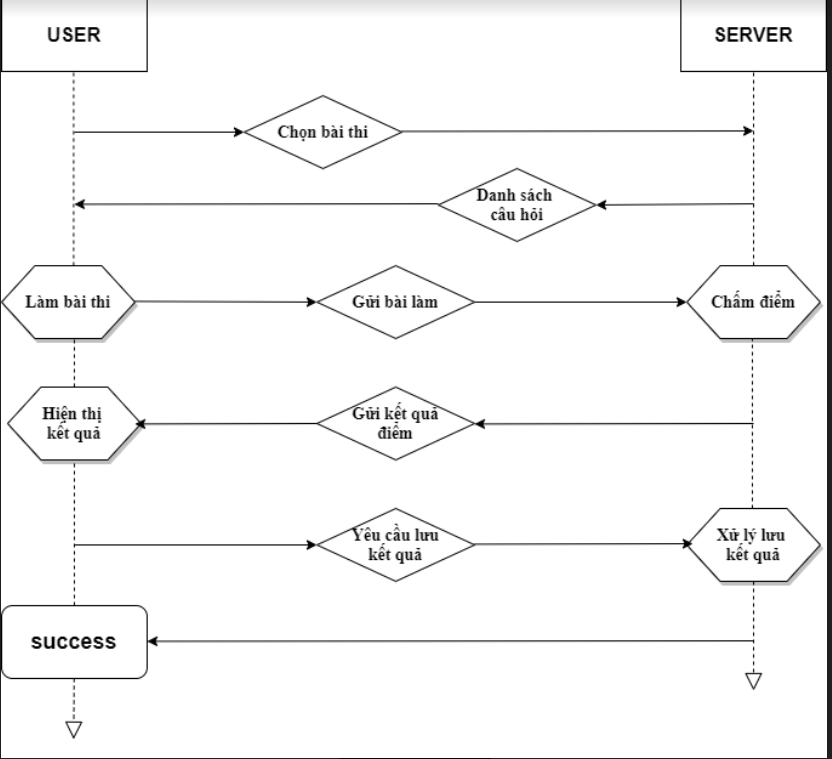 USER
SERVER
Chọn bài thi
Danh sách
câu hỏi
Làm bài thi
Gửi bài làm
Chấm điểm
Hiện thị
kết quả
Gửi kết quả
điểm
Yêu cầu lưu
kết quả
Xử lý lưu
kết quả
success